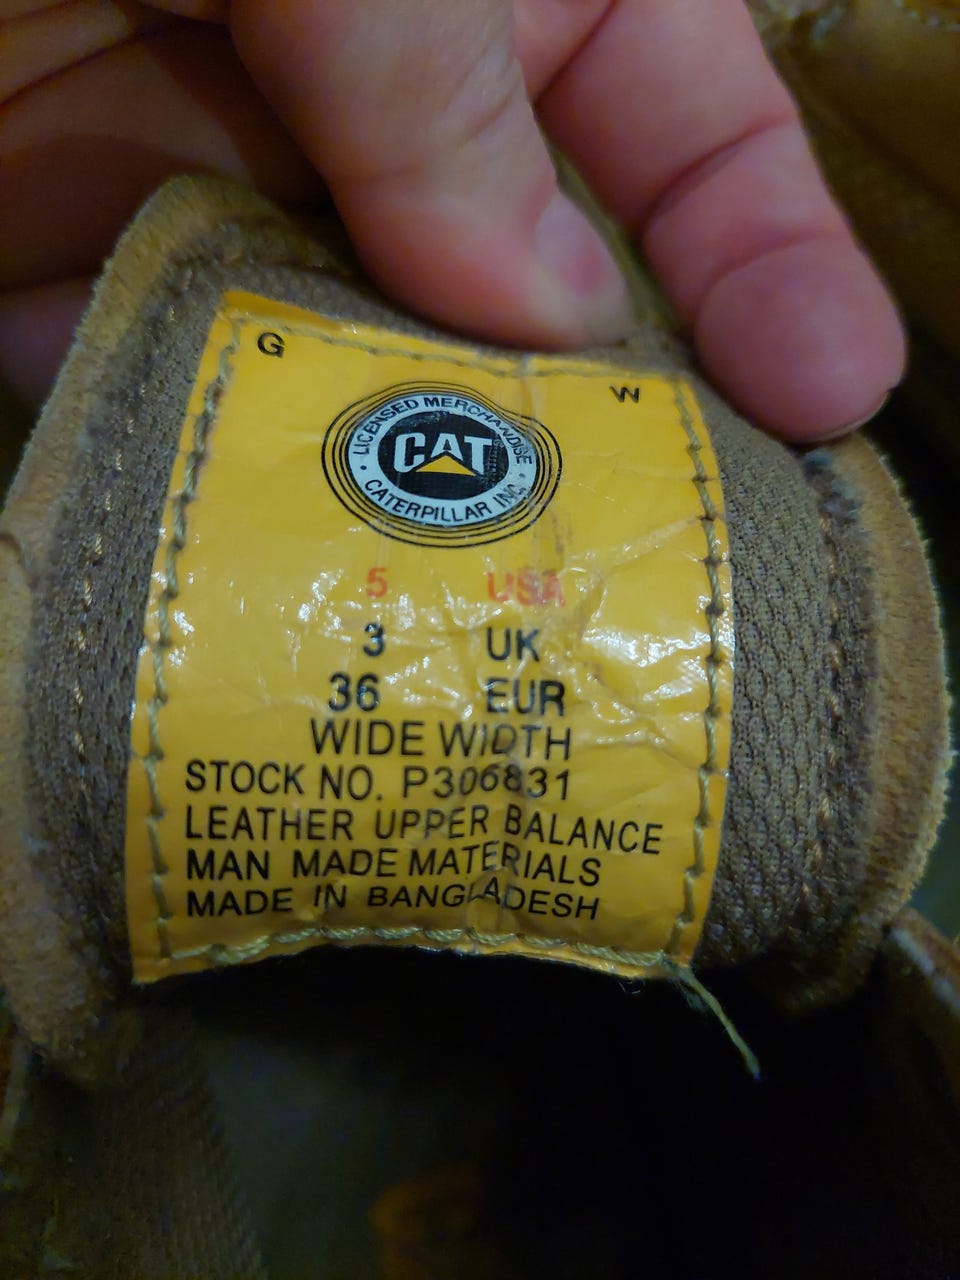 G W
LICENSED MERCHANDISE
CAT
CATERPILLAR INC.
5 USA
3 UK
36 EUR
WIDE WIDTH
STOCK NO. P306831
LEATHER UPPER BALANCE
MAN MADE MATERIALS
MADE IN BANGLADESH